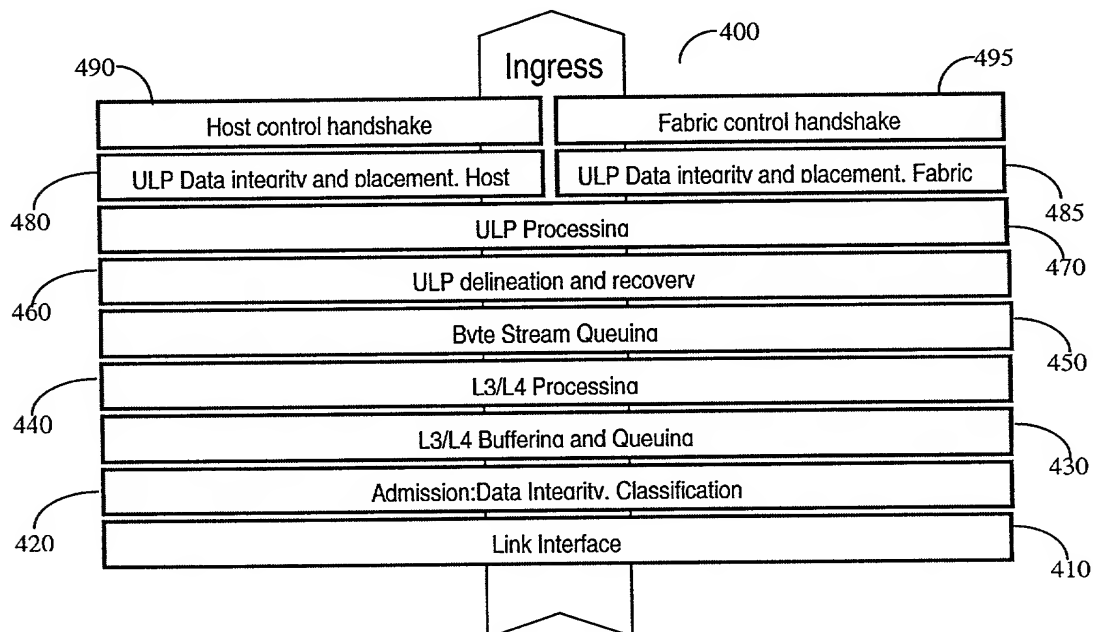 400
Ingress
490
495
Host control handshake
Fabric control handshake
ULP Data integrity and placement. Host
ULP Data integrity and placement. Fabric
480
485
ULP Processing
470
ULP delineation and recovery
460
Byte Stream Queuing
450
L3/L4 Processing
440
L3/L4 Buffering and Queuing
430
Admission:Data Integrity. Classification
420
Link Interface
410